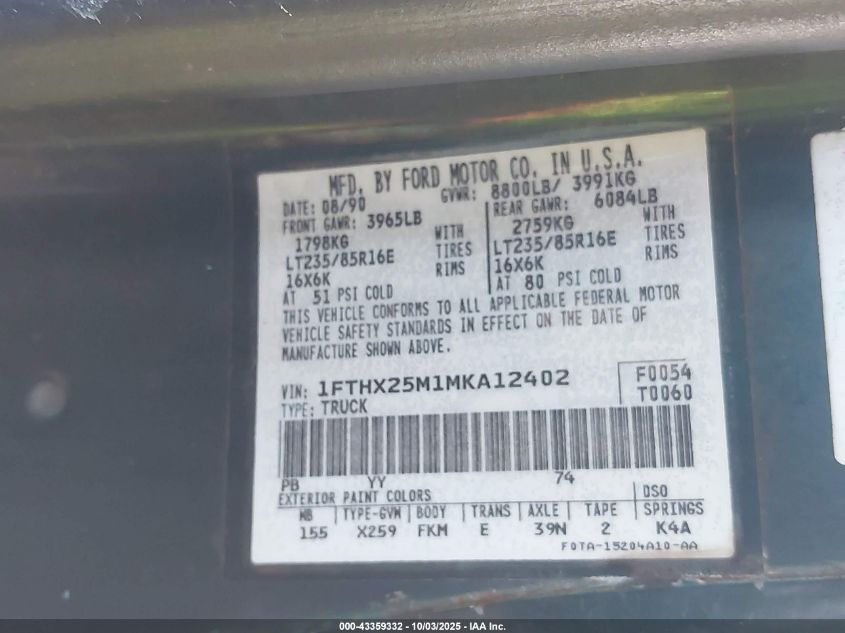 MFD. BY FORD MOTOR CO. IN U.S.A.
DATE: 08/90 GVWR: 8800LB/ 3991KG
FRONT GAWR: 3965LB REAR GAWR: 6084LB
1798KG WITH 2759KG WITH
LT235/85R16E TIRES LT235/85R16E TIRES
16X6K RIMS 16X6K RIMS
AT 51 PSI COLD AT 80 PSI COLD
THIS VEHICLE CONFORMS TO ALL APPLICABLE FEDERAL MOTOR
VEHICLE SAFETY STANDARDS IN EFFECT ON THE DATE OF
MANUFACTURE SHOWN ABOVE.
VIN: 1FTHX25M1MKA12402 F0054
TYPE: TRUCK T0060
PB YY 74
EXTERIOR PAINT COLORS DSO
WB TYPE-GVW BODY TRANS AXLE TAPE SPRINGS
155 X259 FKM E 39N 2 K4A
F0TA-15204A10-AA
000-43359332 - 10/03/2025 - IAA Inc.